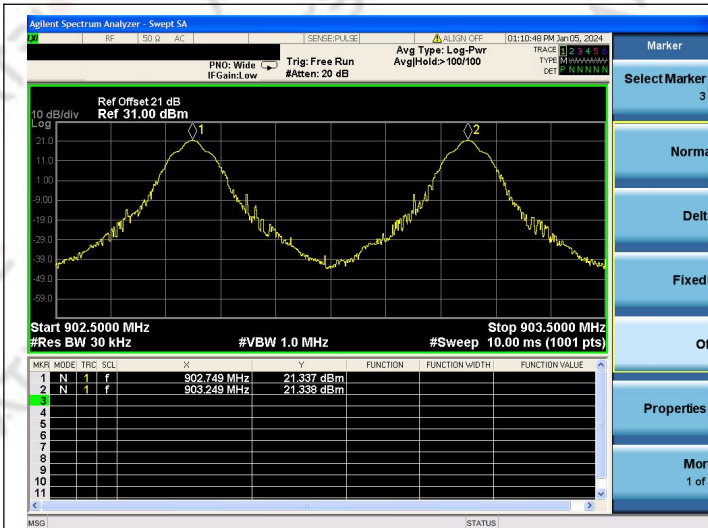 Agilent Spectrum Analyzer - Swept SA
LXI RF 50 Ω AC SENSE:PULSE ALIGN OFF 01:10:48 PM Jan 05, 2024
PNO: Wide Trig: Free Run Avg Type: Log-Pwr TRACE 1 2 3 4 5 6
IFGain:Low #Atten: 20 dB Avg|Hold:>100/100 TYPE M
DET P N N N N N
Ref Offset 21 dB
10 dB/div Ref 31.00 dBm
Log
1
2
21.0
11.0
1.00
-9.00
-19.0
-29.0
-39.0
-49.0
-59.0
Start 902.5000 MHz Stop 903.5000 MHz
#Res BW 30 kHz #VBW 1.0 MHz #Sweep 10.00 ms (1001 pts)
MKR MODE TRC SCL X Y FUNCTION FUNCTION WIDTH FUNCTION VALUE
1 N 1 f 902.749 MHz 21.337 dBm
2 N 1 f 903.249 MHz 21.338 dBm
3
4
5
6
7
8
9
10
11
MSG STATUS
Marker
Select Marker
3
Norma
Delt
Fixed
Of
Properties
Mor
1 of